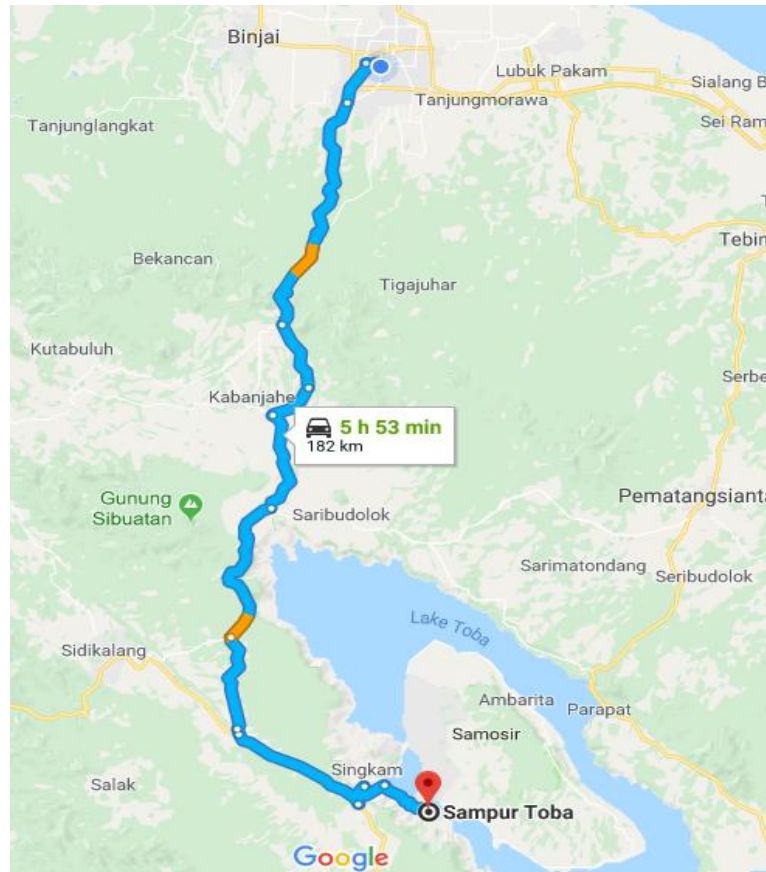 Binjai
Lubuk Pakam
Sialang B
Tanjungmorawa
Sei Ram
Tanjunglangkat
Tebin
Bekancan
Tigajuhar
Kutabuluh
Serbe
Kabanjahe
5 h 53 min
182 km
Gunung
Sibuatan
Pematangsianta
Saribudolok
Sarimatondang
Seribudolok
Lake Toba
Sidikalang
Ambarita
Parapat
Samosir
Singkam
Salak
Sampur Toba
Google